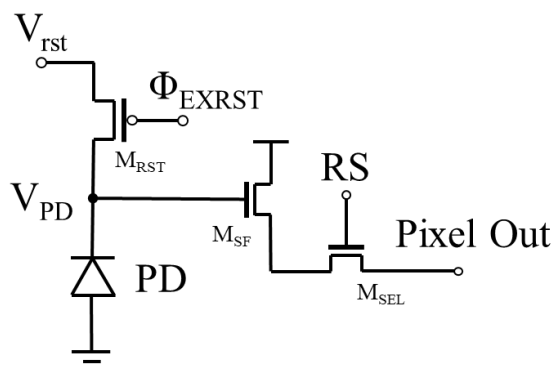 V_rst
Φ_EXRST
M_RST
RS
V_PD
M_SF
Pixel Out
PD
M_SEL